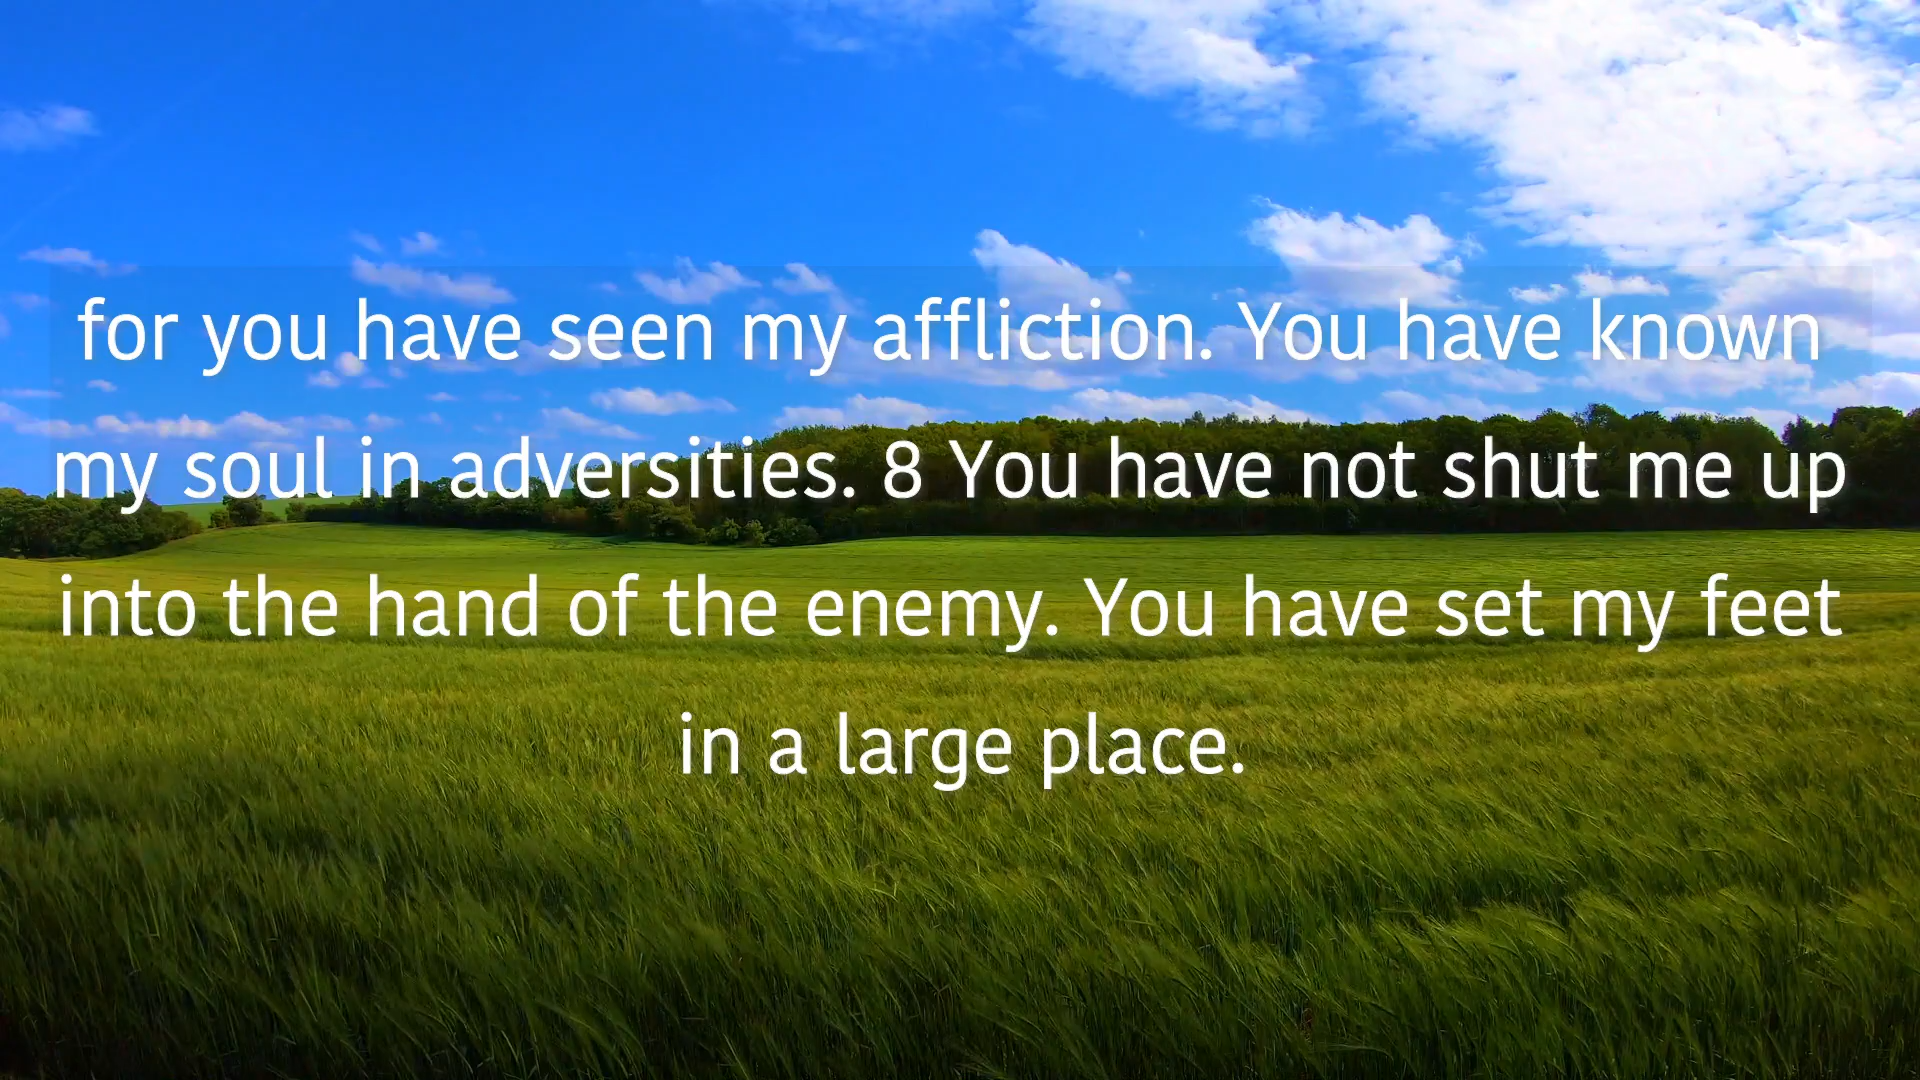 for you have seen my affliction. You have known
my soul in adversities. 8 You have not shut me up
into the hand of the enemy. You have set my feet
in a large place.